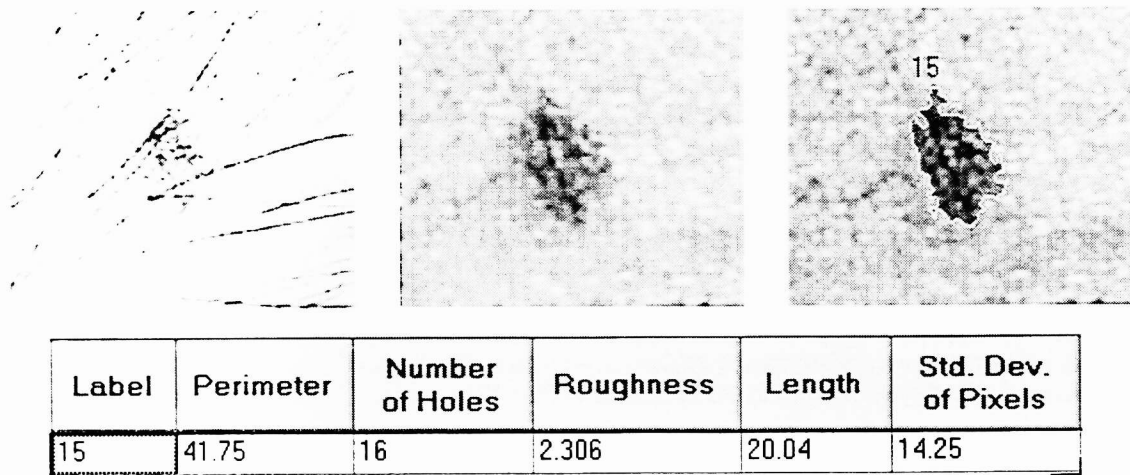 15
Label Perimeter Number of Holes Roughness Length Std. Dev. of Pixels
15 41.75 16 2.306 20.04 14.25